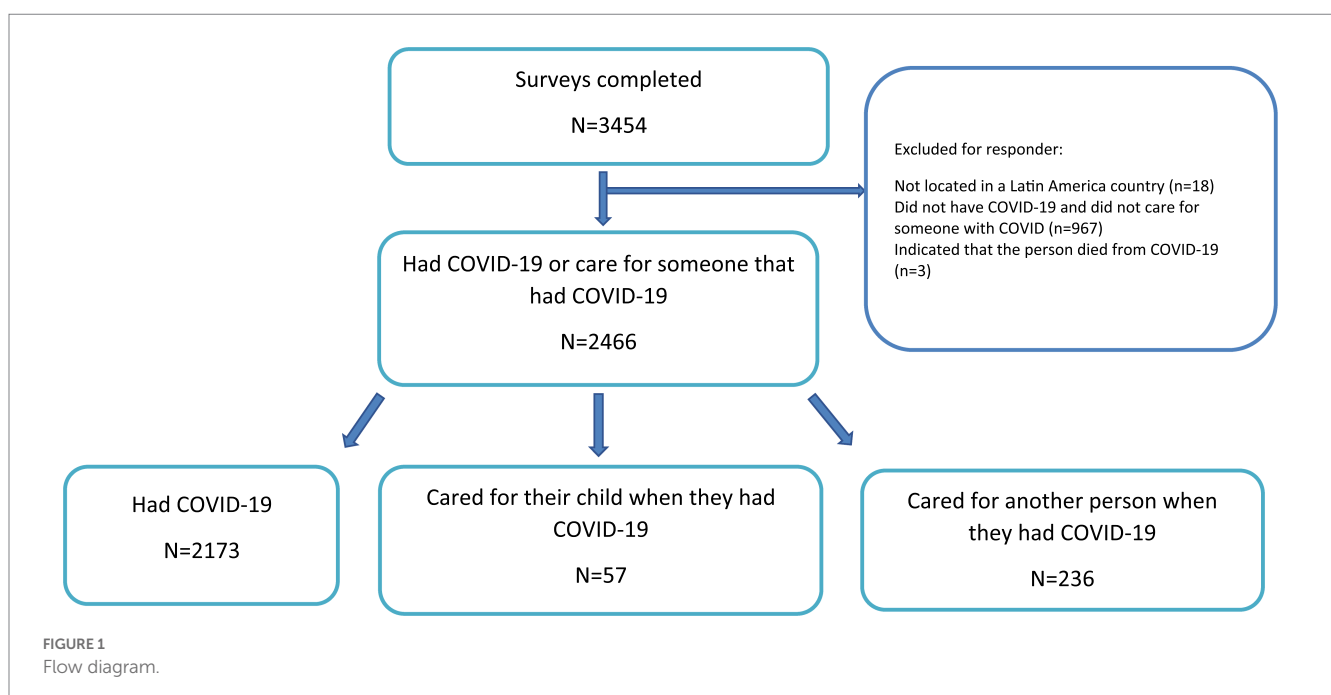 Surveys completed
N=3454
Excluded for responder:
Not located in a Latin America country (n=18)
Did not have COVID-19 and did not care for
someone with COVID (n=967)
Indicated that the person died from COVID-19
(n=3)
Had COVID-19 or care for someone that
had COVID-19
N=2466
Had COVID-19
N=2173
Cared for their child when they had
COVID-19
N=57
Cared for another person when
they had COVID-19
N=236
FIGURE 1
Flow diagram.